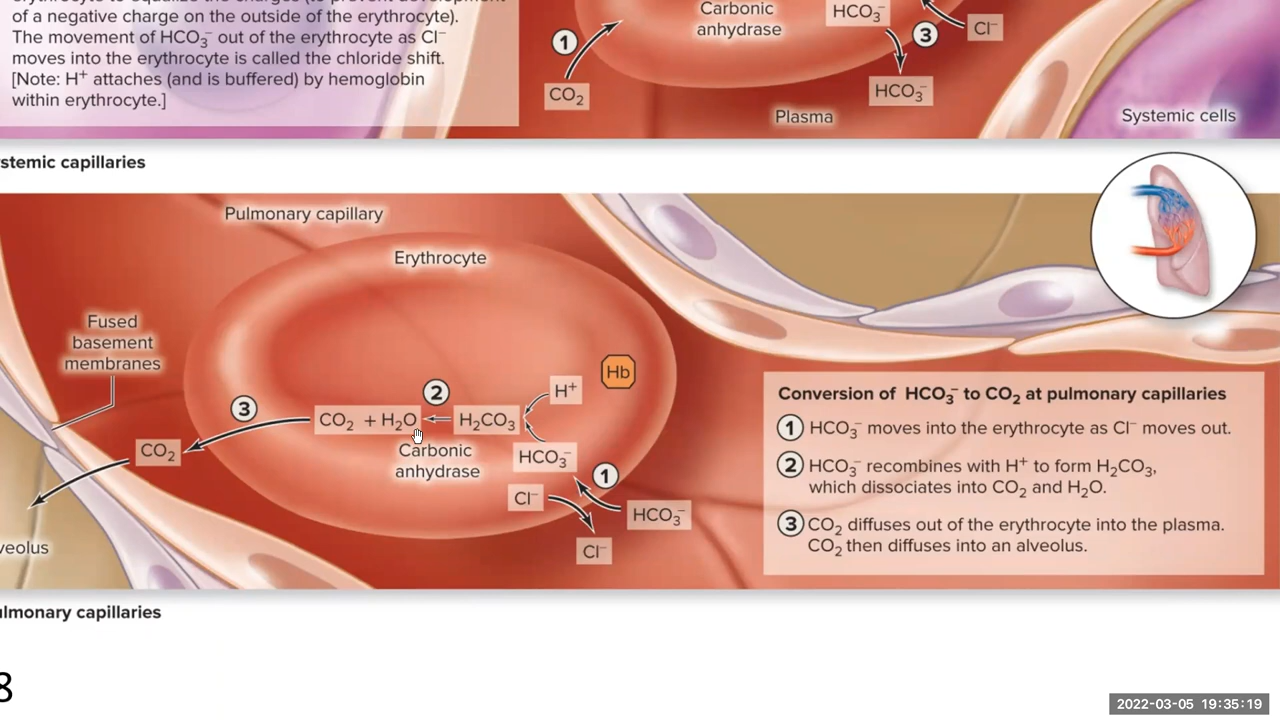 of a negative charge on the outside of the erythrocyte).
The movement of HCO₃⁻ out of the erythrocyte as Cl⁻
moves into the erythrocyte is called the chloride shift.
[Note: H⁺ attaches (and is buffered) by hemoglobin
within erythrocyte.]
1
CO₂
Carbonic
anhydrase
HCO₃⁻
3
Cl⁻
HCO₃⁻
Plasma
Systemic cells
stemic capillaries
Pulmonary capillary
Erythrocyte
Fused
basement
membranes
Hb
H⁺
2
3
CO₂ + H₂O
H₂CO₃
CO₂
Carbonic
anhydrase
HCO₃⁻
1
Cl⁻
HCO₃⁻
Cl⁻
veolus
Conversion of HCO₃⁻ to CO₂ at pulmonary capillaries
1 HCO₃⁻ moves into the erythrocyte as Cl⁻ moves out.
2 HCO₃⁻ recombines with H⁺ to form H₂CO₃,
which dissociates into CO₂ and H₂O.
3 CO₂ diffuses out of the erythrocyte into the plasma.
CO₂ then diffuses into an alveolus.
ulmonary capillaries
8
2022-03-05 19:35:19